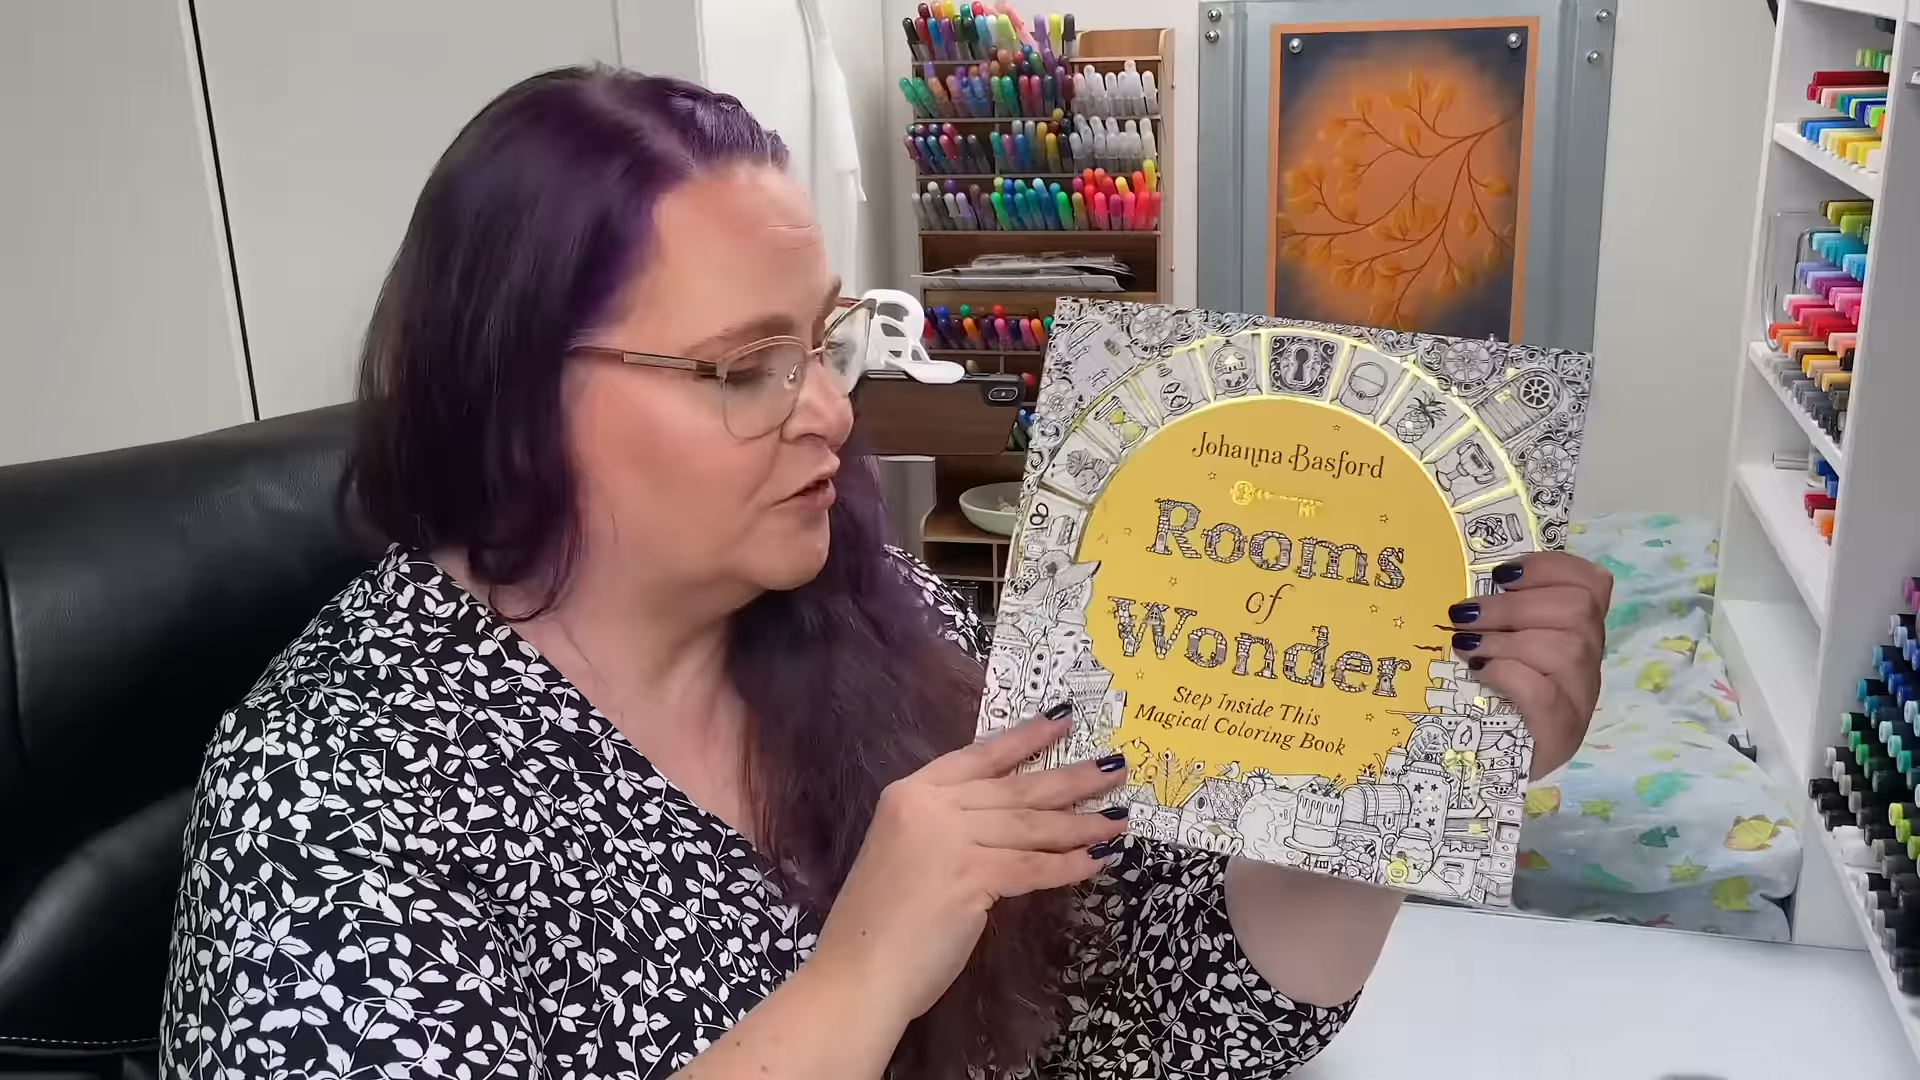 Johanna Basford
Rooms
of
Wonder
Step Inside This
Magical Coloring Book